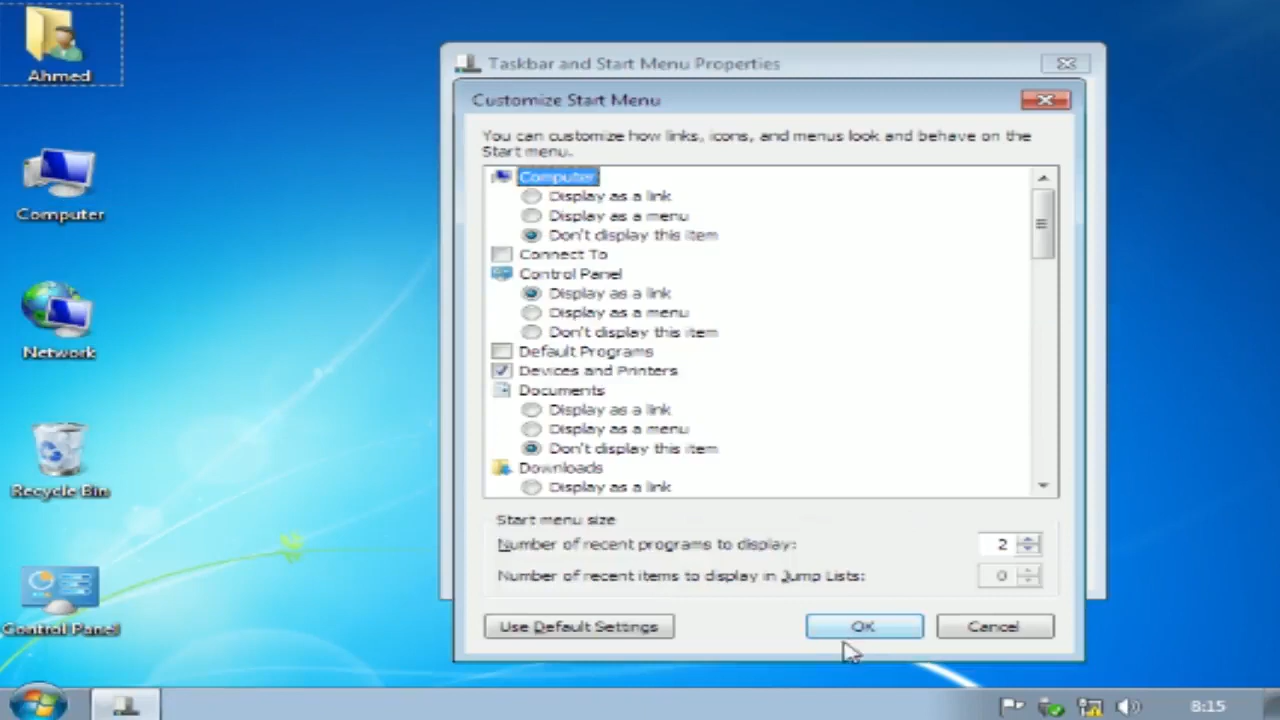 Ahmed
Computer
Network
Recycle Bin
Control Panel
Taskbar and Start Menu Properties
Customize Start Menu
You can customize how links, icons, and menus look and behave on the
Start menu.
Computer
Display as a link
Display as a menu
Don't display this item
Connect To
Control Panel
Display as a link
Display as a menu
Don't display this item
Default Programs
Devices and Printers
Documents
Display as a link
Display as a menu
Don't display this item
Downloads
Display as a link
Start menu size
Number of recent programs to display: 2
Number of recent items to display in Jump Lists: 0
Use Default Settings
OK
Cancel
8:15